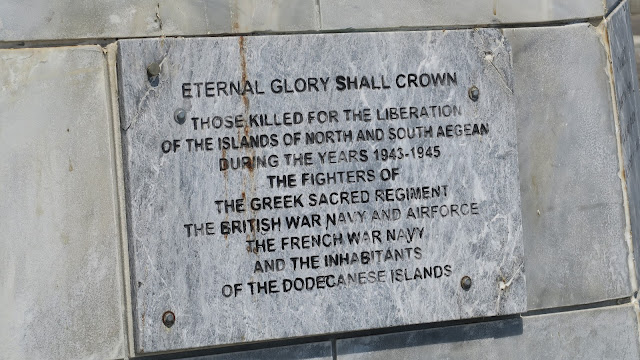 ETERNAL GLORY SHALL CROWN
THOSE KILLED FOR THE LIBERATION
OF THE ISLANDS OF NORTH AND SOUTH AEGEAN
DURING THE YEARS 1943-1945
THE FIGHTERS OF
THE GREEK SACRED REGIMENT
THE BRITISH WAR NAVY AND AIRFORCE
THE FRENCH WAR NAVY
AND THE INHABITANTS
OF THE DODECANESE ISLANDS